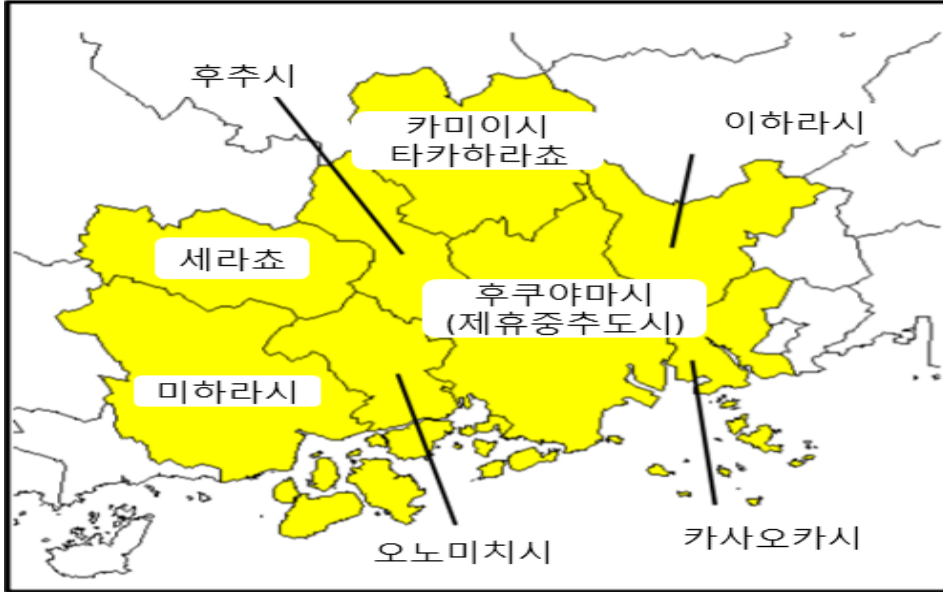 후추시
카미이시
타카하라쵸
이하라시
세라쵸
후쿠야마시
(제휴중추도시)
미하라시
오노미치시
카사오카시